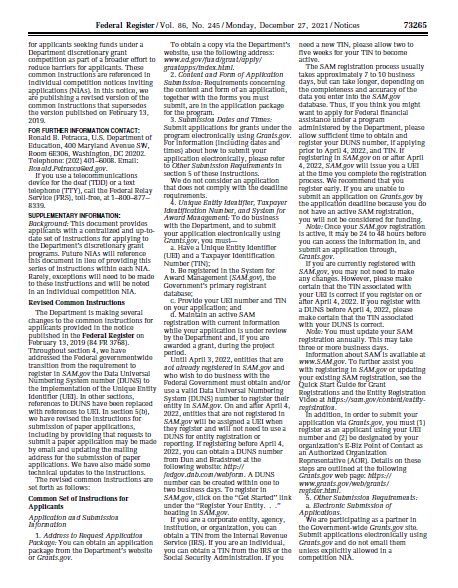 Federal Register / Vol. 86, No. 245 / Monday, December 27, 2021 / Notices 73265
for applicants seeking funds under a
Department discretionary grant
competition as part of a broader effort to
reduce barriers for applicants. These
common instructions are referenced in
individual competition notices inviting
applications (NIAs). In this notice, we
are publishing a revised version of the
common instructions that supersedes
the version published on February 13,
2019.
FOR FURTHER INFORMATION CONTACT:
Ronald B. Petracca, U.S. Department of
Education, 400 Maryland Avenue SW,
Room 6E306, Washington, DC 20202.
Telephone: (202) 401–6008. Email:
Ronald.Petracca@ed.gov.
If you use a telecommunications
device for the deaf (TDD) or a text
telephone (TTY), call the Federal Relay
Service (FRS), toll-free, at 1–800–877–
8339.
SUPPLEMENTARY INFORMATION:
Background: This document provides
applicants with a centralized and up-to-
date set of instructions for applying to
the Department's discretionary grant
programs. Future NIAs will reference
this document in lieu of providing this
series of instructions within each NIA.
Rarely, exceptions will need to be made
to these instructions and will be noted
in an individual competition NIA.
Revised Common Instructions
The Department is making several
changes to the common instructions for
applicants provided in the notice
published in the Federal Register on
February 13, 2019 (84 FR 3768).
Throughout section 4, we have
addressed the Federal governmentwide
transition from the requirement to
register in SAM.gov the Data Universal
Numbering System number (DUNS) to
the implementation of the Unique Entity
Identifier (UEI). In other sections,
references to DUNS have been replaced
with references to UEI. In section 5(b),
we have revised the instructions for
submission of paper applications,
including by providing that requests to
submit a paper application may be made
by email and updating the mailing
address for the submission of paper
applications. We have also made some
technical updates to the instructions.
The revised common instructions are
set forth as follows:
Common Set of Instructions for
Applicants
Application and Submission
Information
1. Address to Request Application
Package: You can obtain an application
package from the Department's website
or Grants.gov.
To obtain a copy via the Department's
website, use the following address:
www.ed.gov/fund/grant/apply/
grantapps/index.html.
2. Content and Form of Application
Submission: Requirements concerning
the content and form of an application,
together with the forms you must
submit, are in the application package
for the program.
3. Submission Dates and Times:
Submit applications for grants under the
program electronically using Grants.gov.
For information (including dates and
times) about how to submit your
application electronically, please refer
to Other Submission Requirements in
section 5 of these instructions.
We do not consider an application
that does not comply with the deadline
requirements.
4. Unique Entity Identifier, Taxpayer
Identification Number, and System for
Award Management: To do business
with the Department, and to submit
your application electronically using
Grants.gov, you must—
a. Have a Unique Entity Identifier
(UEI) and a Taxpayer Identification
Number (TIN);
b. Be registered in the System for
Award Management (SAM.gov), the
Government's primary registrant
database;
c. Provide your UEI number and TIN
on your application; and
d. Maintain an active SAM
registration with current information
while your application is under review
by the Department and, if you are
awarded a grant, during the project
period.
Until April 3, 2022, entities that are
not already registered in SAM.gov and
who wish to do business with the
Federal Government must obtain and/or
use a valid Data Universal Numbering
System (DUNS) number to register their
entity in SAM.gov. On and after April 4,
2022, entities that are not registered in
SAM.gov will be assigned a UEI when
they register and will not need to use a
DUNS for entity registration or
reporting. If registering before April 4,
2022, you can obtain a DUNS number
from Dun and Bradstreet at the
following website: http://
fedgov.dnb.com/webform. A DUNS
number can be created within one to
two business days. To register in
SAM.gov, click on the "Get Started" link
under the "Register Your Entity. . ."
heading in SAM.gov.
If you are a corporate entity, agency,
institution, or organization, you can
obtain a TIN from the Internal Revenue
Service (IRS). If you are an individual,
you can obtain a TIN from the IRS or the
Social Security Administration. If you
need a new TIN, please allow two to
five weeks for your TIN to become
active.
The SAM registration process usually
takes approximately 7 to 10 business
days, but can take longer, depending on
the completeness and accuracy of the
data you enter into the SAM.gov
database. Thus, if you think you might
want to apply for Federal financial
assistance under a program
administered by the Department, please
allow sufficient time to obtain and
register your DUNS number, if applying
prior to April 4, 2022, and TIN. If
registering in SAM.gov on or after April
4, 2022, SAM.gov will issue you a UEI
at the time you complete the registration
process. We recommend that you
register early. If you are unable to
submit an application on Grants.gov by
the application deadline because you do
not have an active SAM registration,
you will not be considered for funding.
Note: Once your SAM.gov registration
is active, it may be 24 to 48 hours before
you can access the information in, and
submit an application through,
Grants.gov.
If you are currently registered with
SAM.gov, you may not need to make
any changes. However, please make
certain that the TIN associated with
your UEI is correct if you register on or
after April 4, 2022. If you register with
a DUNS before April 4, 2022, please
make certain that the TIN associated
with your DUNS is correct.
Note: You must update your SAM
registration annually. This may take
three or more business days.
Information about SAM is available at
www.SAM.gov. To further assist you
with registering in SAM.gov or updating
your existing SAM registration, see the
Quick Start Guide for Grant
Registrations and the Entity Registration
Video at https://sam.gov/content/entity-
registration.
In addition, in order to submit your
application via Grants.gov, you must (1)
register as an applicant using your UEI
number and (2) be designated by your
organization's E-Biz Point of Contact as
an Authorized Organization
Representative (AOR). Details on these
steps are outlined at the following
Grants.gov web page: https://
www.grants.gov/web/grants/
register.html.
5. Other Submission Requirements:
a. Electronic Submission of
Applications.
We are participating as a partner in
the Government-wide Grants.gov site.
Submit applications electronically using
Grants.gov and do not email them
unless explicitly allowed in a
competition NIA.